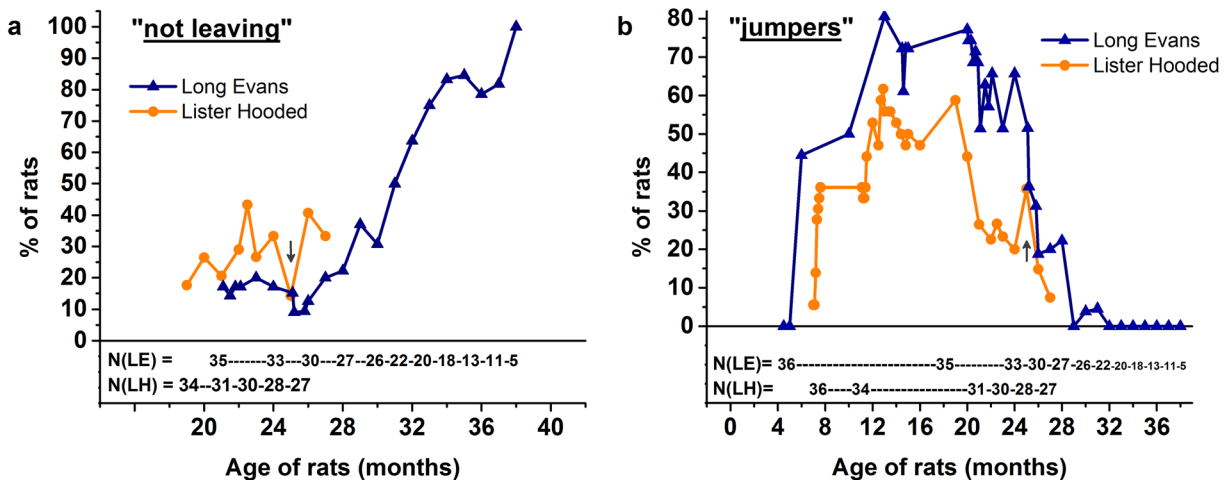 a
"not leaving"
Long Evans
Lister Hooded
% of rats
100
90
80
70
60
50
40
30
20
10
0
N(LE) = 35-------33---30---27--26-22-20-18-13-11-5
N(LH) = 34--31-30-28-27
20 24 28 32 36 40
Age of rats (months)
b
"jumpers"
Long Evans
Lister Hooded
% of rats
80
70
60
50
40
30
20
10
0
N(LE)= 36------------------------35---------33-30-27-26-22-20-18-13-11-5
N(LH)= 36----34-----------------31-30-28-27
0 4 8 12 16 20 24 28 32 36
Age of rats (months)